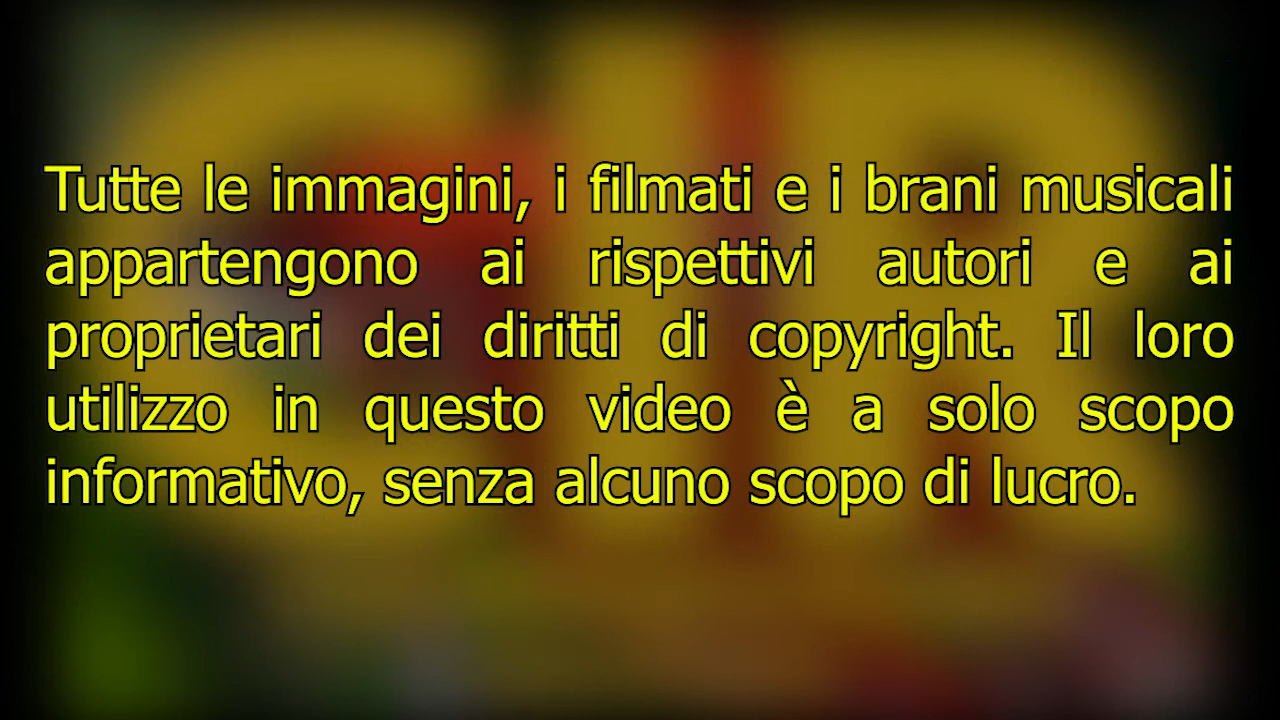 Tutte le immagini, i filmati e i brani musicali
appartengono ai rispettivi autori e ai
proprietari dei diritti di copyright. Il loro
utilizzo in questo video è a solo scopo
informativo, senza alcuno scopo di lucro.